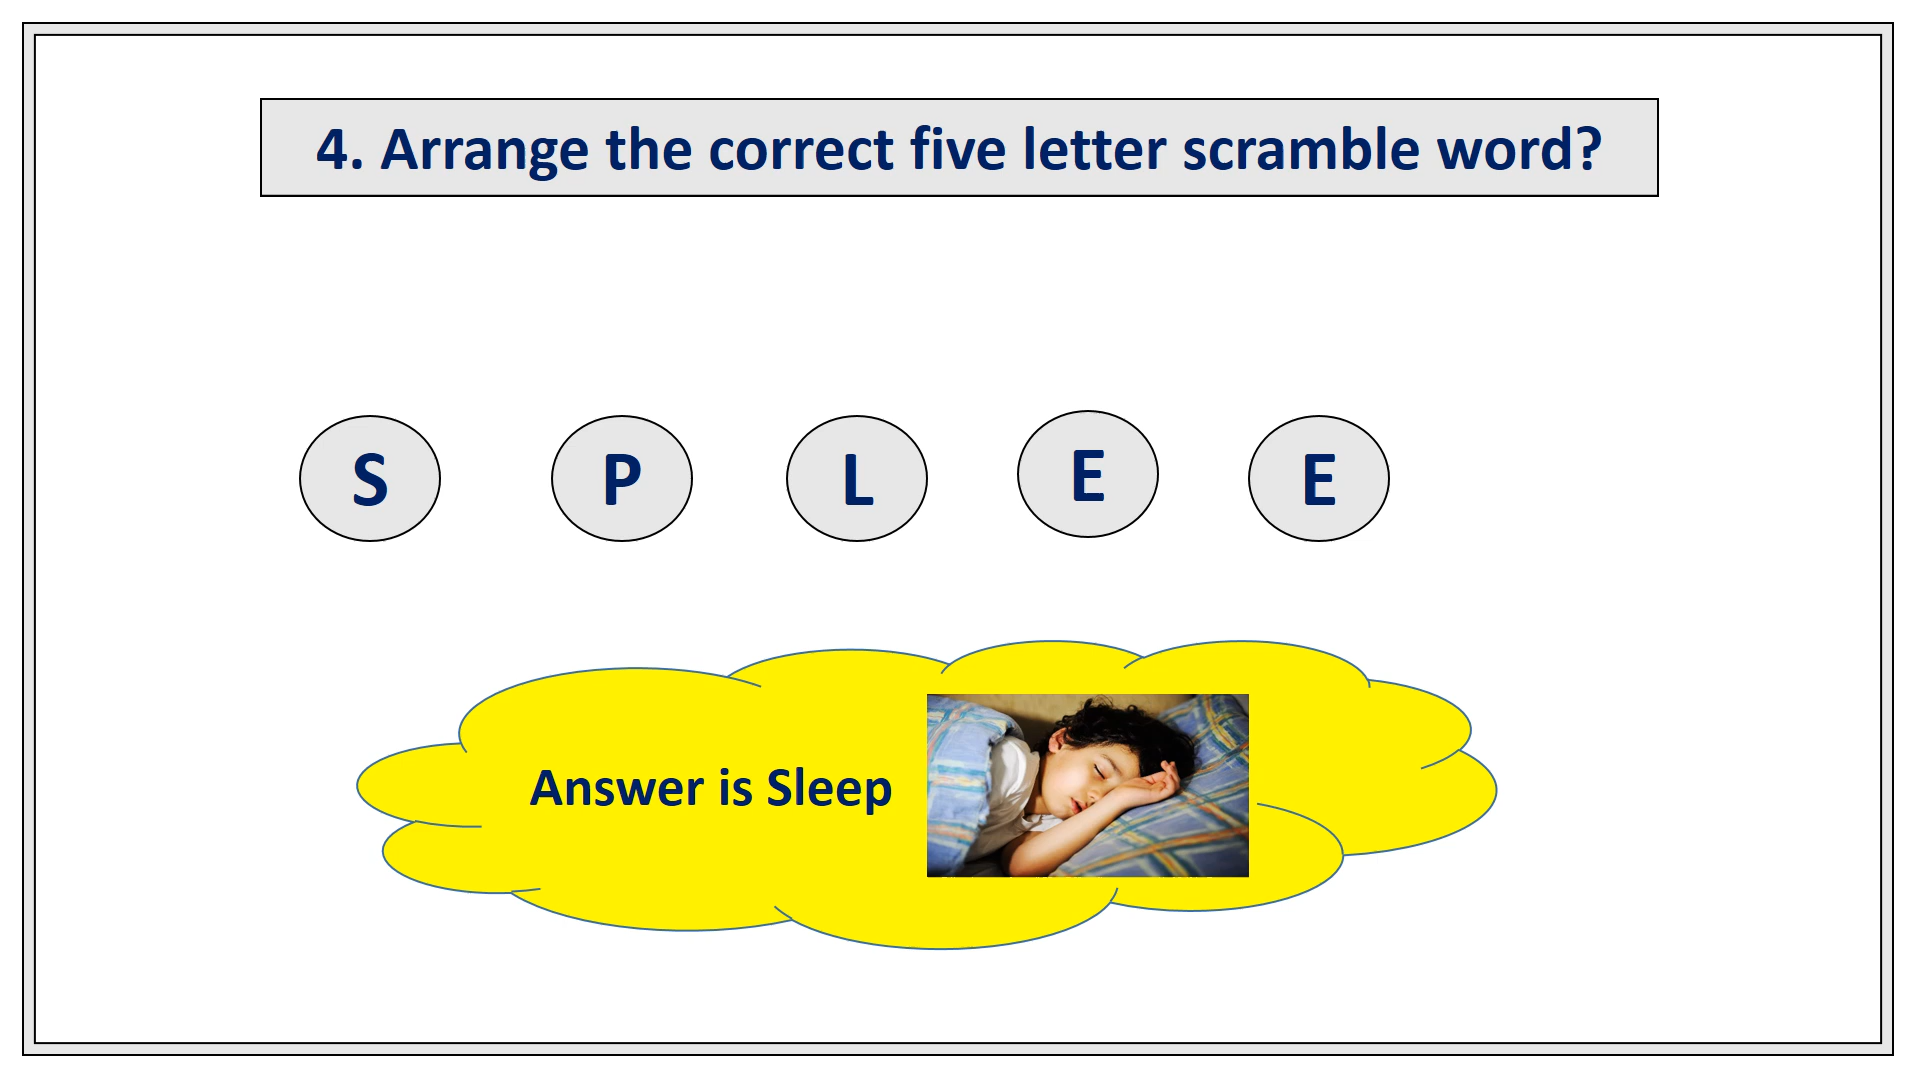 4. Arrange the correct five letter scramble word?
S P L E E
Answer is Sleep